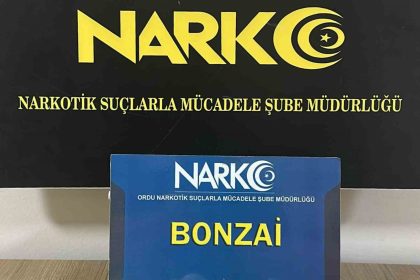 NARKO
NARKOTİK SUÇLARLA MÜCADELE ŞUBE MÜDÜRLÜĞÜ
NARKO
ORDU NARKOTİK SUÇLARLA MÜCADELE ŞUBE MÜDÜRLÜĞÜ
BONZAİ